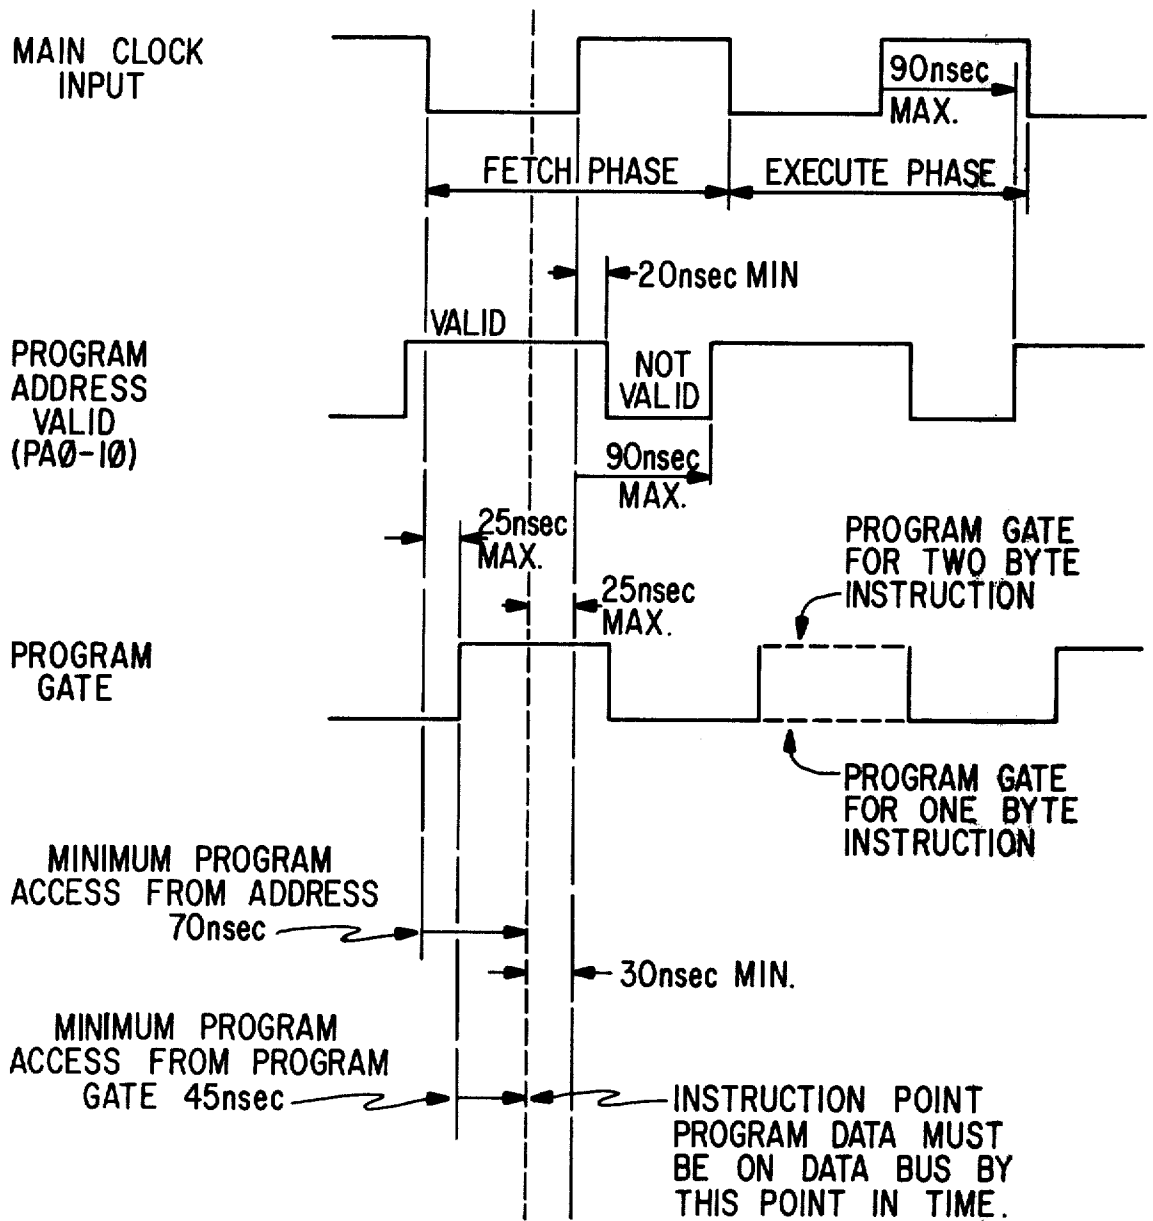 MAIN CLOCK
INPUT
90nsec
MAX.
FETCH PHASE
EXECUTE PHASE
20nsec MIN
VALID
PROGRAM
ADDRESS
VALID
(PAØ-1Ø)
NOT
VALID
90nsec
MAX.
25nsec
MAX.
PROGRAM GATE
FOR TWO BYTE
INSTRUCTION
25nsec
MAX.
PROGRAM
GATE
PROGRAM GATE
FOR ONE BYTE
INSTRUCTION
MINIMUM PROGRAM
ACCESS FROM ADDRESS
70nsec
30nsec MIN.
MINIMUM PROGRAM
ACCESS FROM PROGRAM
GATE 45nsec
INSTRUCTION POINT
PROGRAM DATA MUST
BE ON DATA BUS BY
THIS POINT IN TIME.